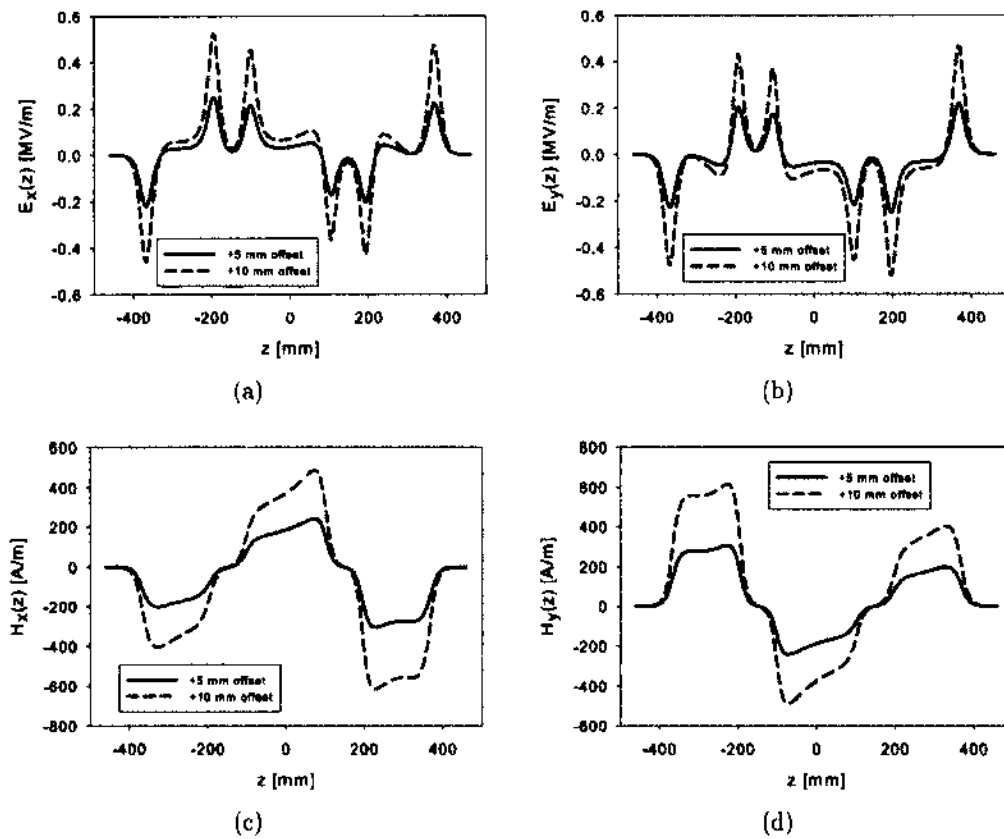 0.6
0.4
0.2
0.0
-0.2
-0.4
-0.6
E_x(z) [MV/m]
+5 mm offset
+10 mm offset
-400 -200 0 200 400
z [mm]
(a)
0.6
0.4
0.2
0.0
-0.2
-0.4
-0.6
E_y(z) [MV/m]
+5 mm offset
+10 mm offset
-400 -200 0 200 400
z [mm]
(b)
600
400
200
0
-200
-400
-600
-800
H_x(z) [A/m]
+5 mm offset
+10 mm offset
-400 -200 0 200 400
z [mm]
(c)
800
600
400
200
0
-200
-400
-600
H_y(z) [A/m]
+5 mm offset
+10 mm offset
-400 -200 0 200 400
z [mm]
(d)